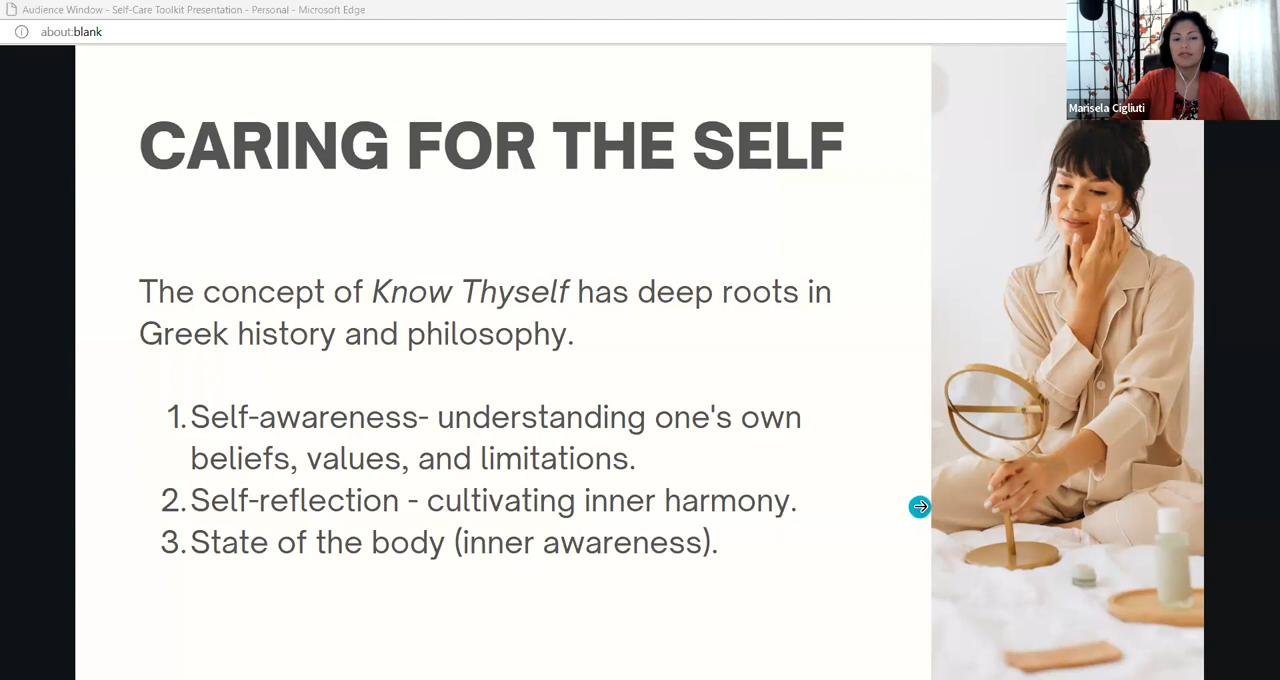 Audience Window - Self-Care Toolkit Presentation - Personal - Microsoft Edge
about:blank
Marisela Cigliuti
CARING FOR THE SELF
The concept of Know Thyself has deep roots in
Greek history and philosophy.
1. Self-awareness- understanding one's own
beliefs, values, and limitations.
2. Self-reflection - cultivating inner harmony.
3. State of the body (inner awareness).